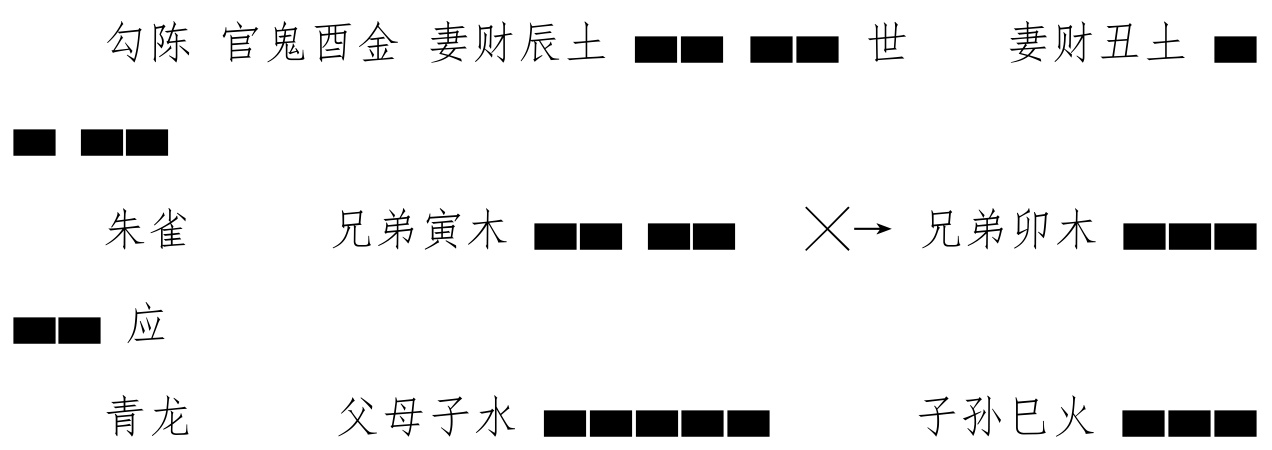 勾陈 官鬼酉金 妻财辰土 ■■ ■■ 世 妻财丑土 ■
■ ■■
朱雀 兄弟寅木 ■■ ■■ ╳→ 兄弟卯木 ■■■
■■ 应
青龙 父母子水 ■■■■■ 子孙巳火 ■■■